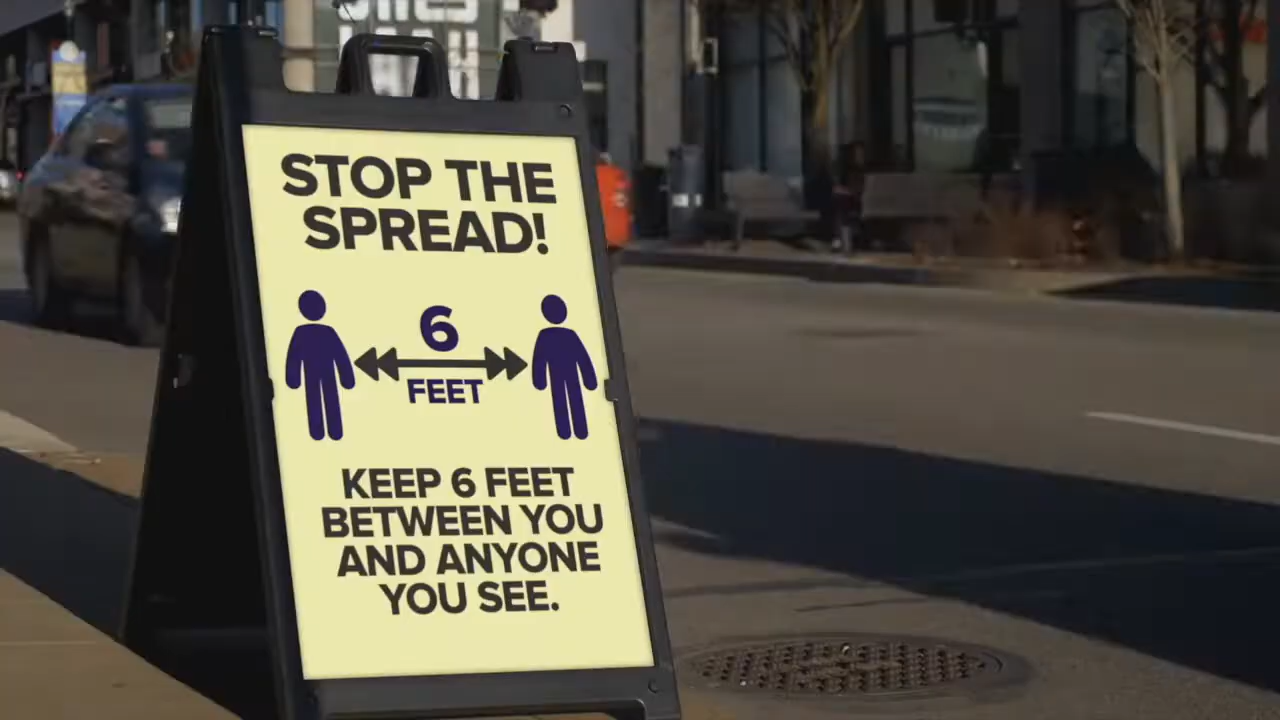 STOP THE
SPREAD!
6
FEET
KEEP 6 FEET
BETWEEN YOU
AND ANYONE
YOU SEE.